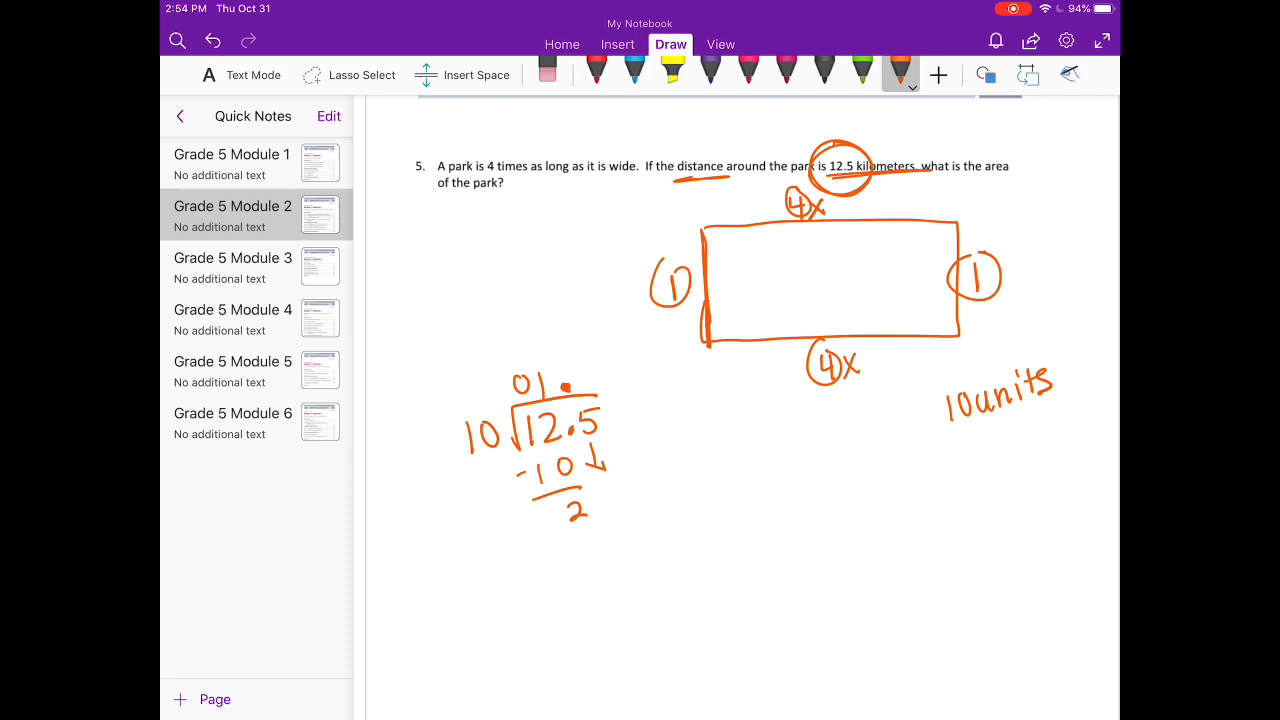 2:54 PM Thu Oct 31
94%
My Notebook
Home Insert Draw View
Text Mode Lasso Select Insert Space
Quick Notes Edit
Grade 5 Module 1
No additional text
Grade 5 Module 2
No additional text
Grade 5 Module 3
No additional text
Grade 5 Module 4
No additional text
Grade 5 Module 5
No additional text
Grade 5 Module 6
No additional text
+ Page
5. A park is 4 times as long as it is wide. If the distance around the park is 12.5 kilometers, what is the area
of the park?
4x
1
1
4x
10 units
01.
10 12.5
-10
2